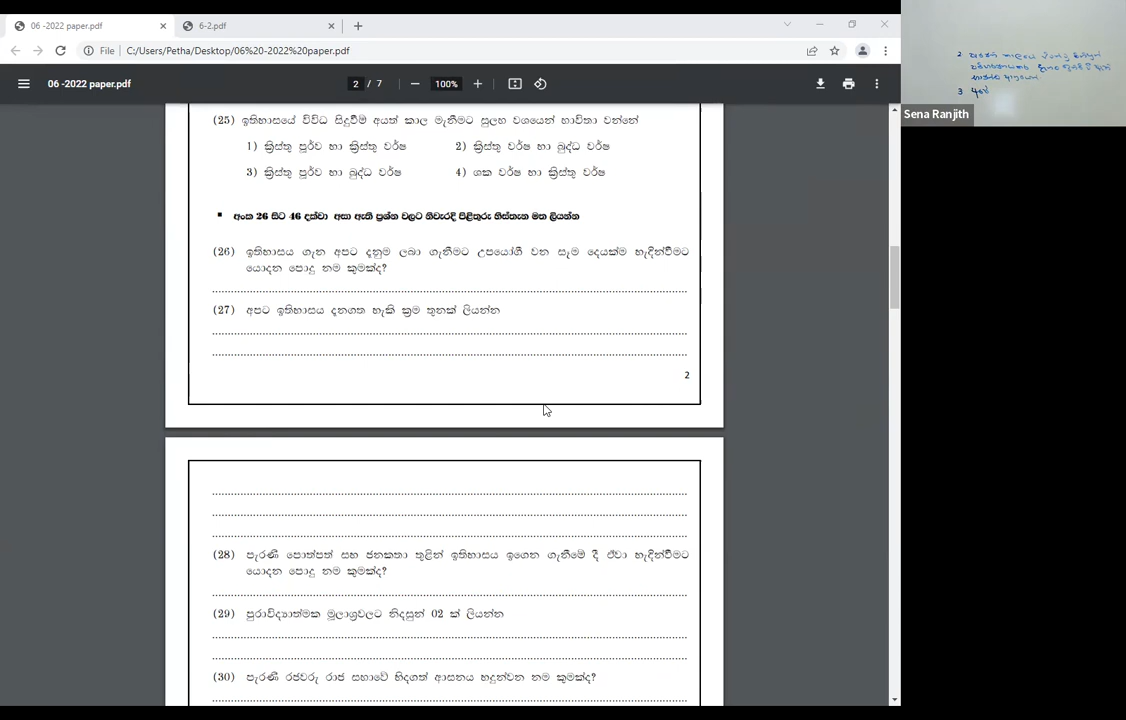 06 -2022 paper.pdf
6-2.pdf
File
C:/Users/Petha/Desktop/06%20-2022%20paper.pdf
06 -2022 paper.pdf
2 / 7
100%
Sena Ranjith
(25) ඉතිහාසයේ විවිධ සිදුවීම් අයත් කාල මැනීමට සුලභ වශයෙන් භාවිතා වන්නේ
1) ක්‍රිස්තු පූර්ව හා ක්‍රිස්තු වර්ෂ
2) ක්‍රිස්තු වර්ෂ හා බුද්ධ වර්ෂ
3) ක්‍රිස්තු පූර්ව හා බුද්ධ වර්ෂ
4) ශක වර්ෂ හා ක්‍රිස්තු වර්ෂ
අංක 26 සිට 46 දක්වා අසා ඇති ප්‍රශ්න වලට නිවැරදි පිළිතුරු හිස්තැන මත ලියන්න
(26) ඉතිහාසය ගැන අපට දැනුම ලබා ගැනීමට උපයෝගී වන සැම දෙයක්ම හැඳින්වීමට
යොදන පොදු නම කුමක්ද?
(27) අපට ඉතිහාසය දැනගත හැකි ක්‍රම තුනක් ලියන්න
2
(28) පැරණි පොත්පත් සහ ජනකතා තුළින් ඉතිහාසය ඉගෙන ගැනීමේ දී ඒවා හැඳින්වීමට
යොදන පොදු නම කුමක්ද?
(29) පුරාවිද්‍යාත්මක මූලාශ්‍රවලට නිදසුන් 02 ක් ලියන්න
(30) පැරණි රජවරු රාජ සභාවේ හිඳගත් ආසනය හඳුන්වන නම කුමක්ද?